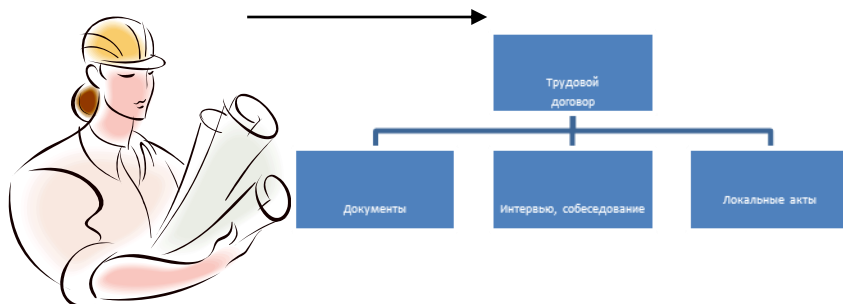 Трудовой
договор
Документы
Интервью, собеседование
Локальные акты